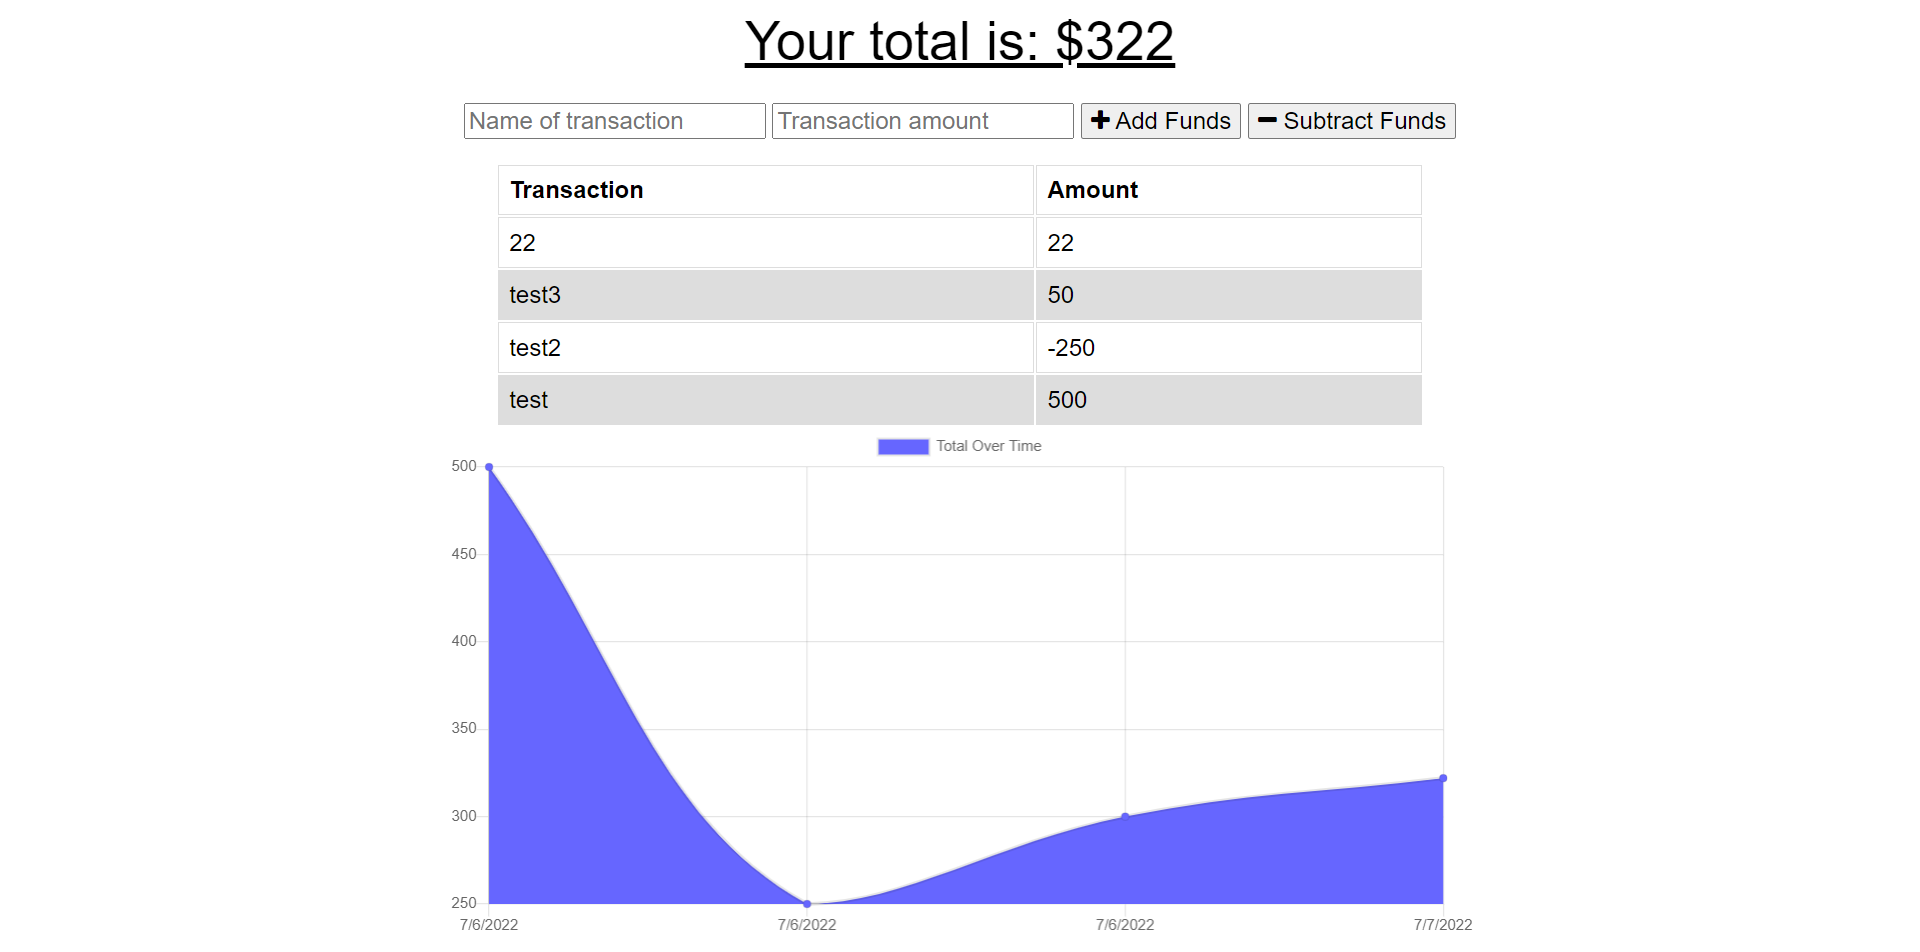 Your total is: $322
Name of transaction Transaction amount Add Funds Subtract Funds
Transaction Amount
22 22
test3 50
test2 -250
test 500
Total Over Time
500
450
400
350
300
250
7/6/2022 7/6/2022 7/6/2022 7/7/2022